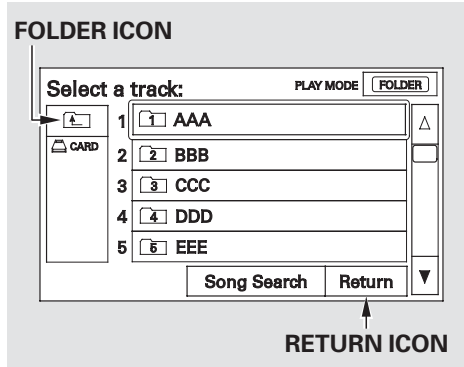 FOLDER ICON
Select a track: PLAY MODE FOLDER
1 1 AAA
CARD
2 2 BBB
3 3 CCC
4 4 DDD
5 5 EEE
Song Search Return
RETURN ICON